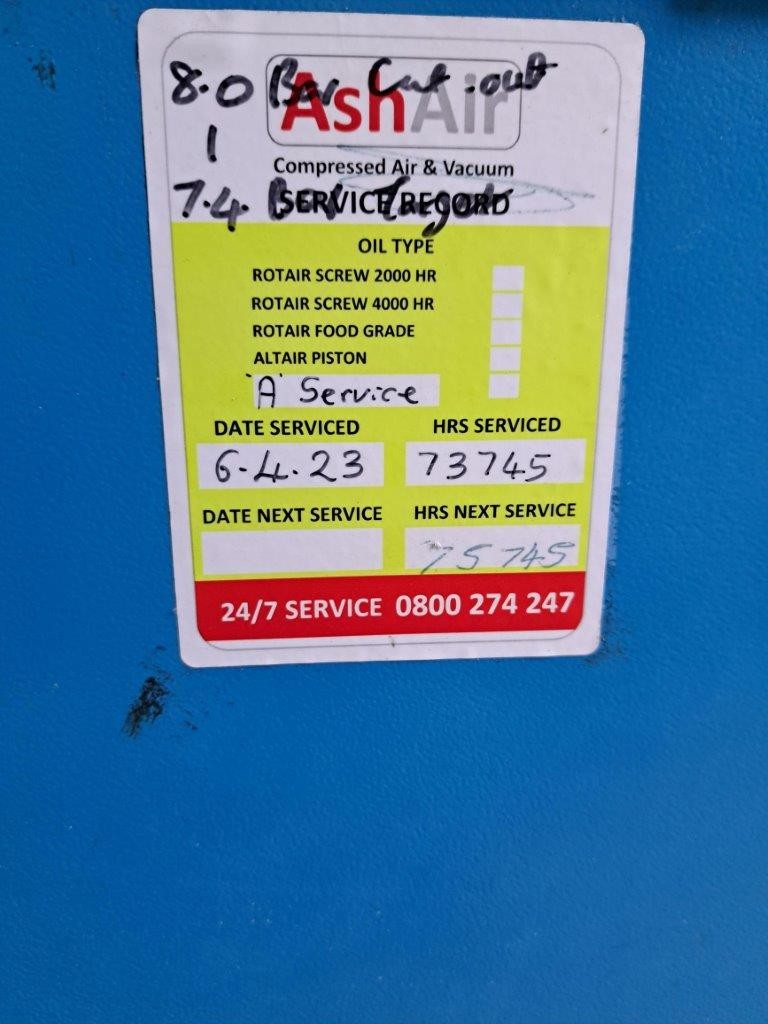 8.0 Bar Cut-out
AshAir
1
Compressed Air & Vacuum
7.4. Bar Target
SERVICE RECORD
OIL TYPE
ROTAIR SCREW 2000 HR
ROTAIR SCREW 4000 HR
ROTAIR FOOD GRADE
ALTAIR PISTON
'A' Service
DATE SERVICED HRS SERVICED
6.4.23 73745
DATE NEXT SERVICE HRS NEXT SERVICE
75745
24/7 SERVICE 0800 274 247